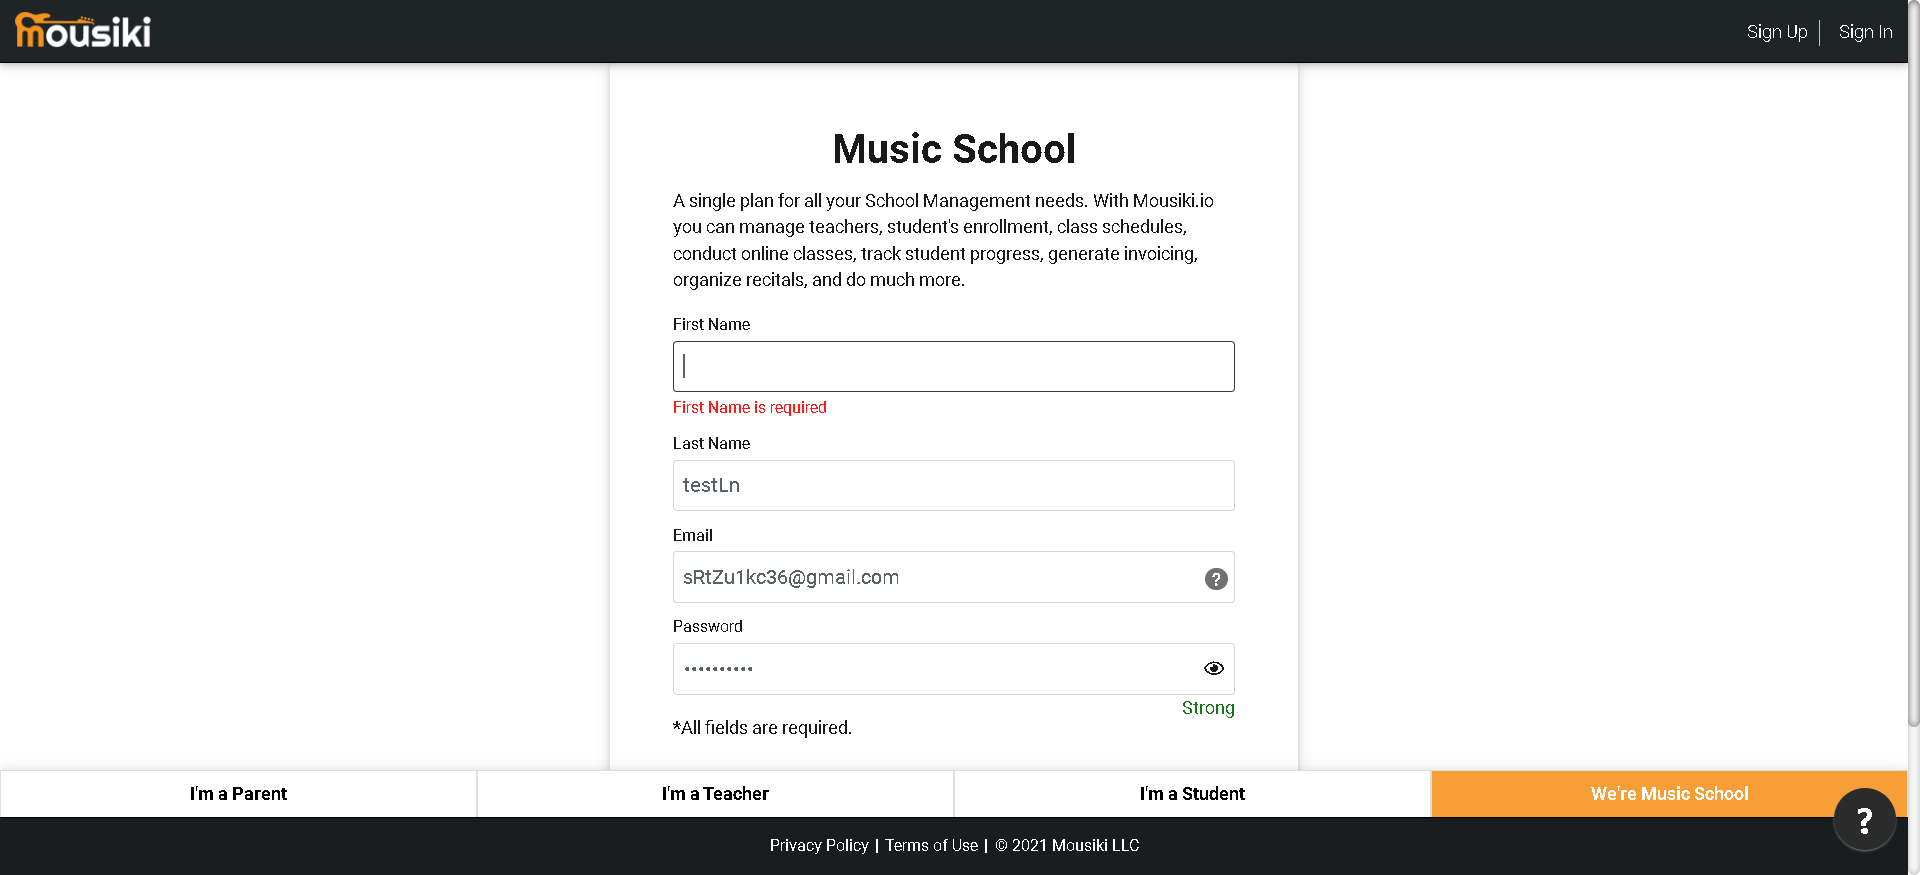 mousiki
Sign Up
Sign In
Music School
A single plan for all your School Management needs. With Mousiki.io
you can manage teachers, student's enrollment, class schedules,
conduct online classes, track student progress, generate invoicing,
organize recitals, and do much more.
First Name
First Name is required
Last Name
testLn
Email
sRtZu1kc36@gmail.com
?
Password
••••••••••
Strong
*All fields are required.
I'm a Parent
I'm a Teacher
I'm a Student
We're Music School
?
Privacy Policy | Terms of Use | © 2021 Mousiki LLC